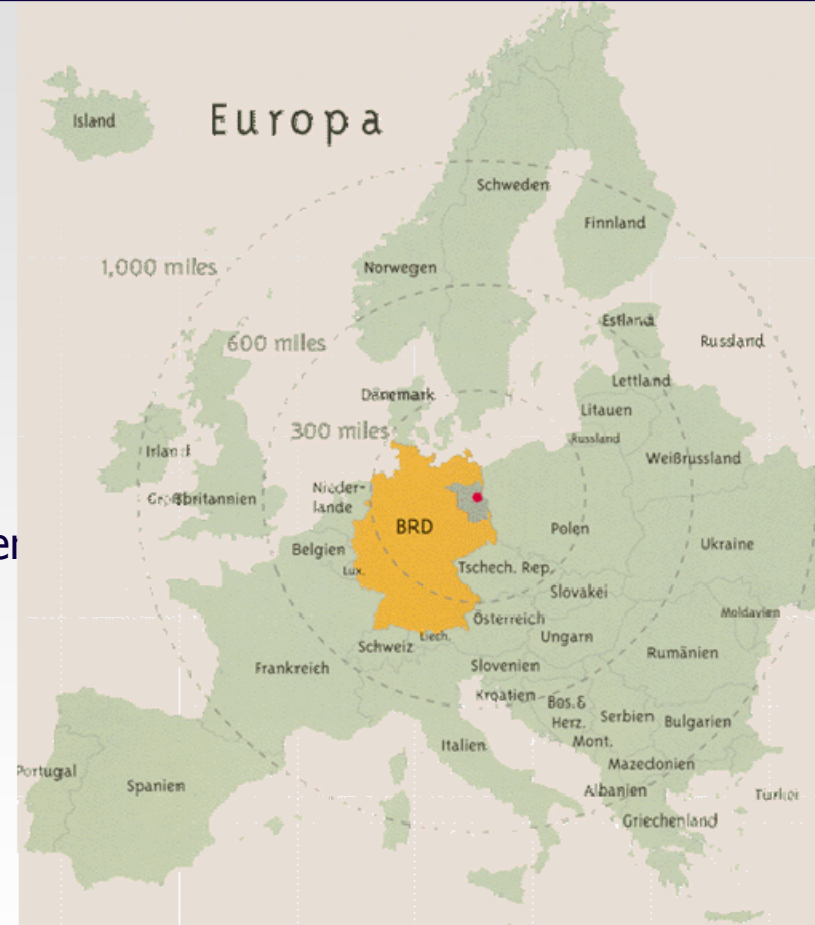 Europa
Island
Schweden
Finnland
1,000 miles
Norwegen
Estland
600 miles
Russland
Lettland
Dänemark
Litauen
300 miles
Russland
Irland
Weißrussland
Nieder-
lande
Großbritannien
BRD
Polen
Ukraine
er
Belgien
Lux.
Tschech. Rep.
Slovakei
Moldavien
Österreich
Liech.
Ungarn
Schweiz
Rumänien
Frankreich
Slovenien
Kroatien
Bos.&
Herz.
Serbien
Bulgarien
Mont.
Italien
Mazedonien
Portugal
Spanien
Albanien
Türkei
Griechenland